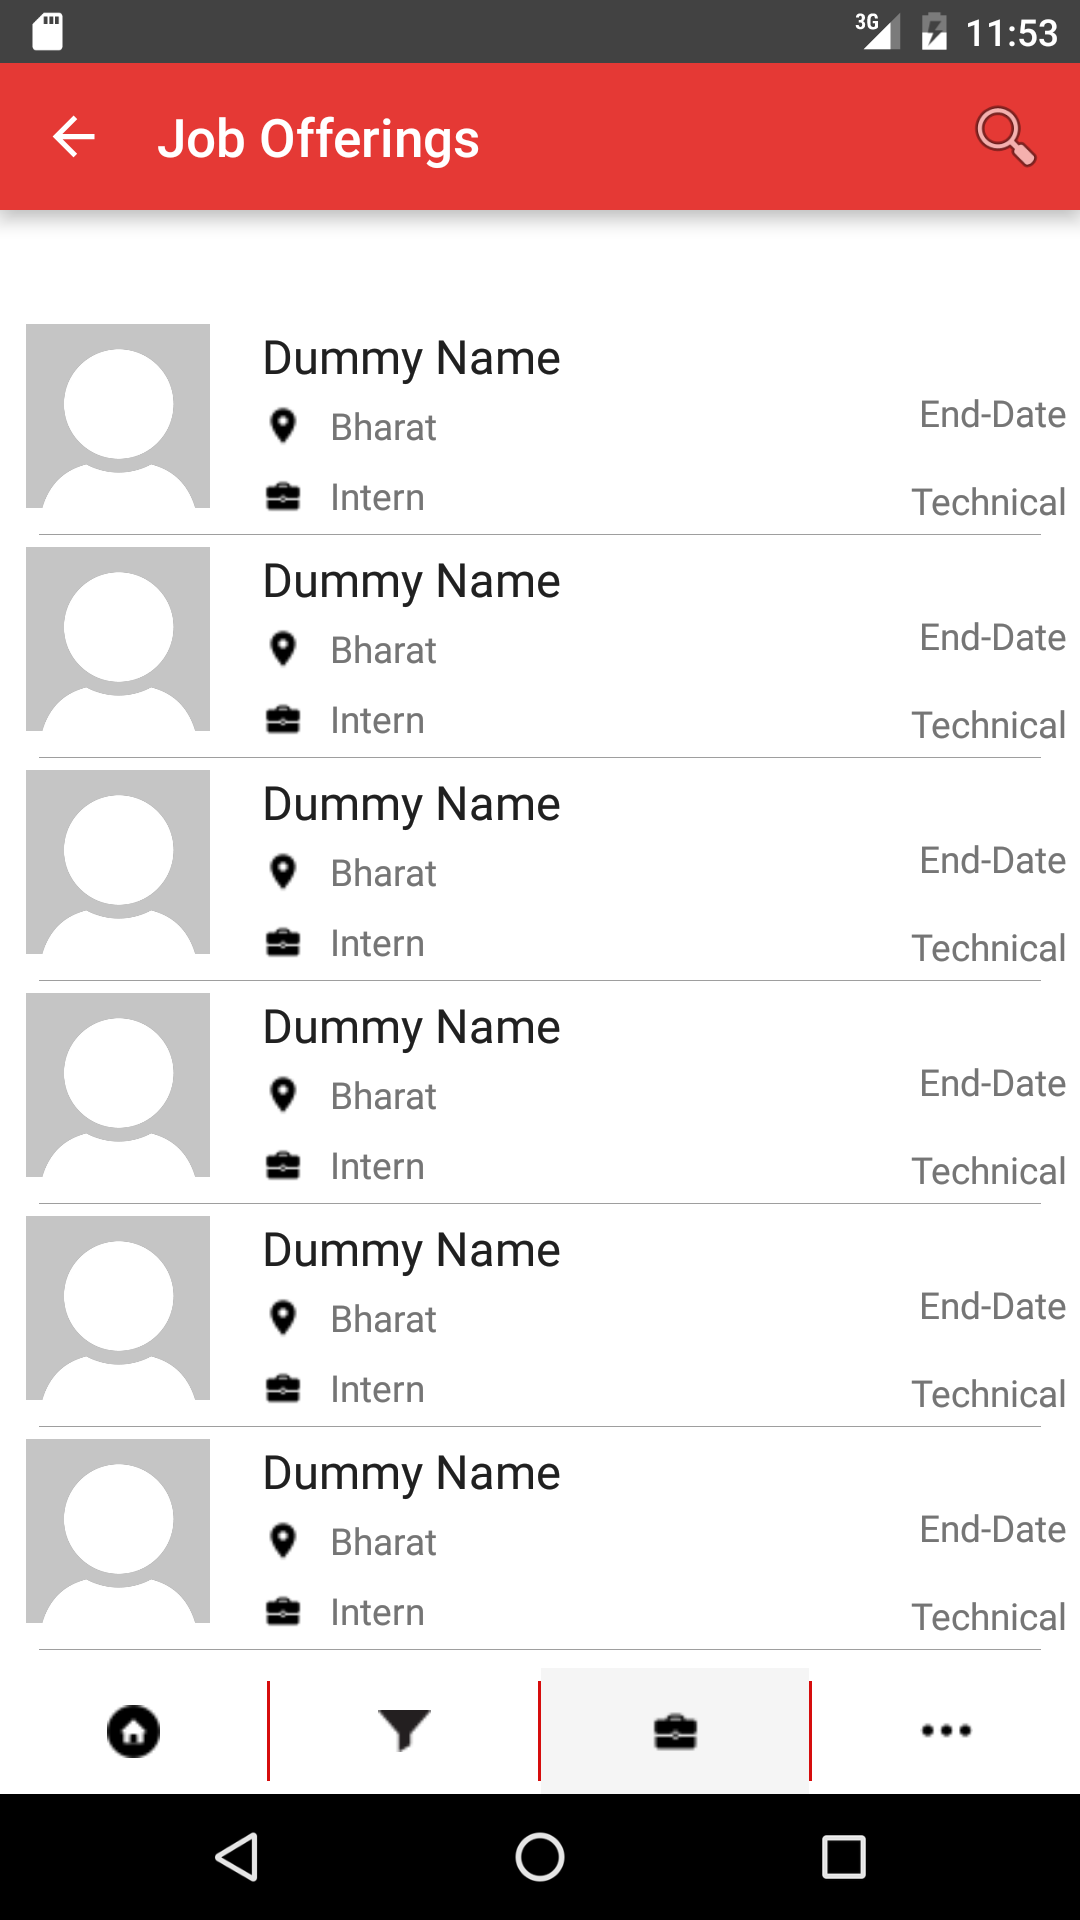 3G 11:53
Job Offerings
Dummy Name
Bharat
End-Date
Intern
Technical
Dummy Name
Bharat
End-Date
Intern
Technical
Dummy Name
Bharat
End-Date
Intern
Technical
Dummy Name
Bharat
End-Date
Intern
Technical
Dummy Name
Bharat
End-Date
Intern
Technical
Dummy Name
Bharat
End-Date
Intern
Technical